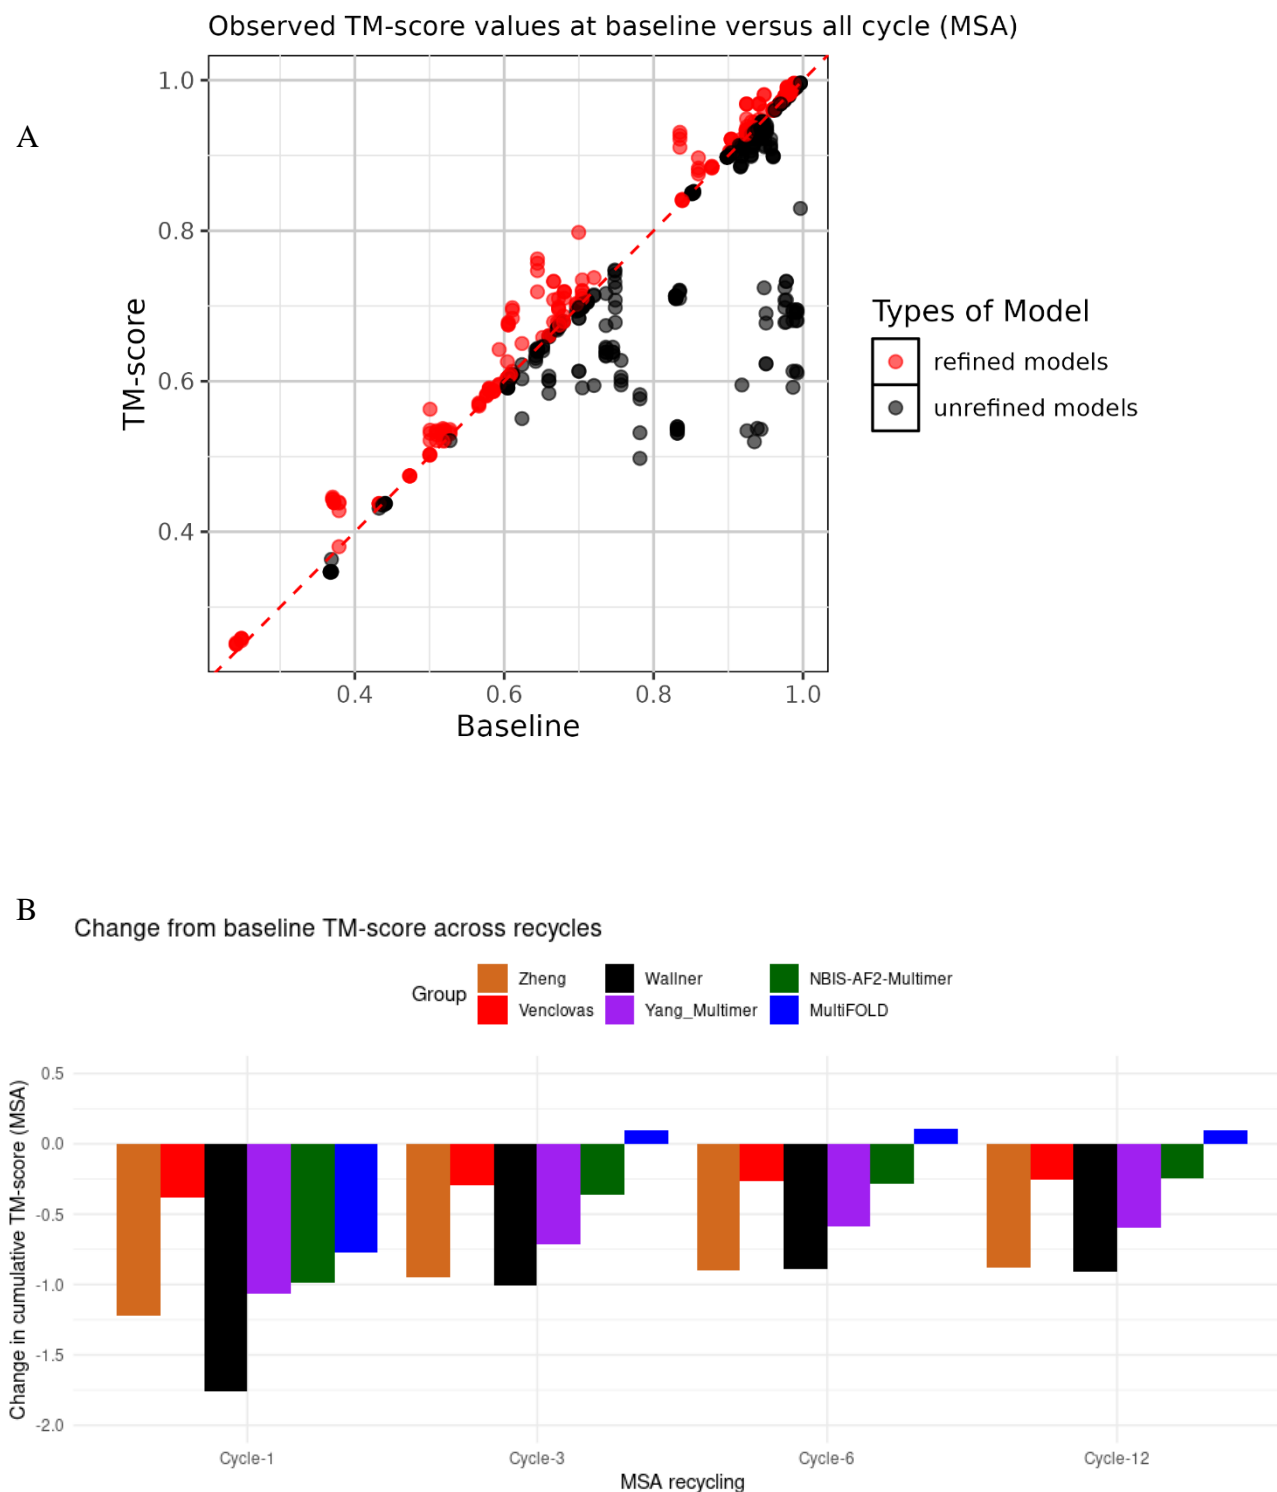 Observed TM-score values at baseline versus all cycle (MSA)
A
1.0
0.8
0.6
0.4
TM-score
0.4 0.6 0.8 1.0
Baseline
Types of Model
refined models
unrefined models
B
Change from baseline TM-score across recycles
Group
Zheng Wallner NBIS-AF2-Multimer
Venclovas Yang_Multimer MultiFOLD
Change in cumulative TM-score (MSA)
0.5
0.0
-0.5
-1.0
-1.5
-2.0
Cycle-1 Cycle-3 Cycle-6 Cycle-12
MSA recycling